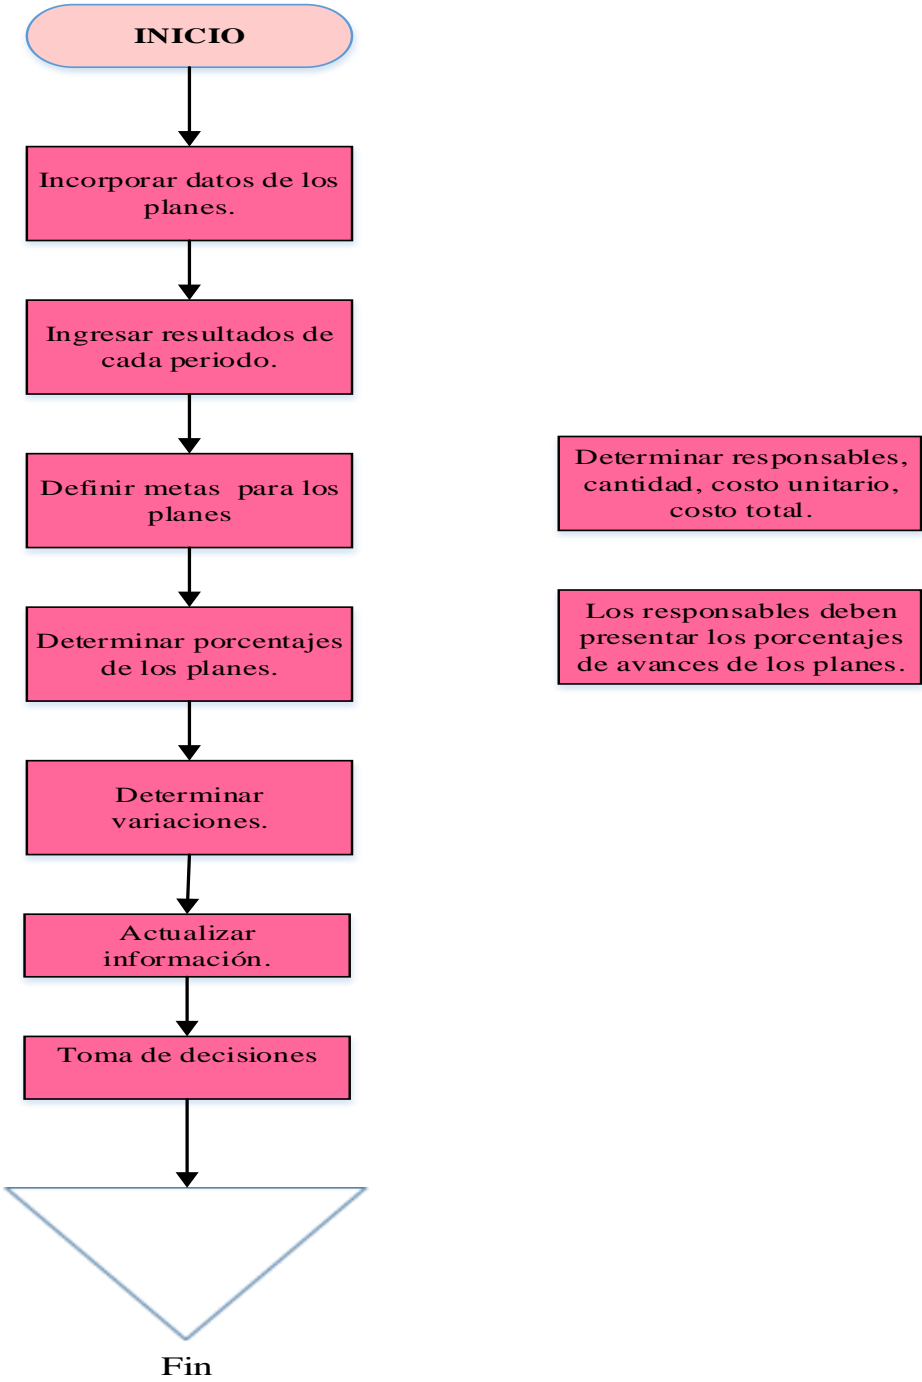 INICIO
Incorporar datos de los
planes.
Ingresar resultados de
cada periodo.
Definir metas para los
planes
Determinar responsables,
cantidad, costo unitario,
costo total.
Determinar porcentajes
de los planes.
Los responsables deben
presentar los porcentajes
de avances de los planes.
Determinar
variaciones.
Actualizar
información.
Toma de decisiones
Fin